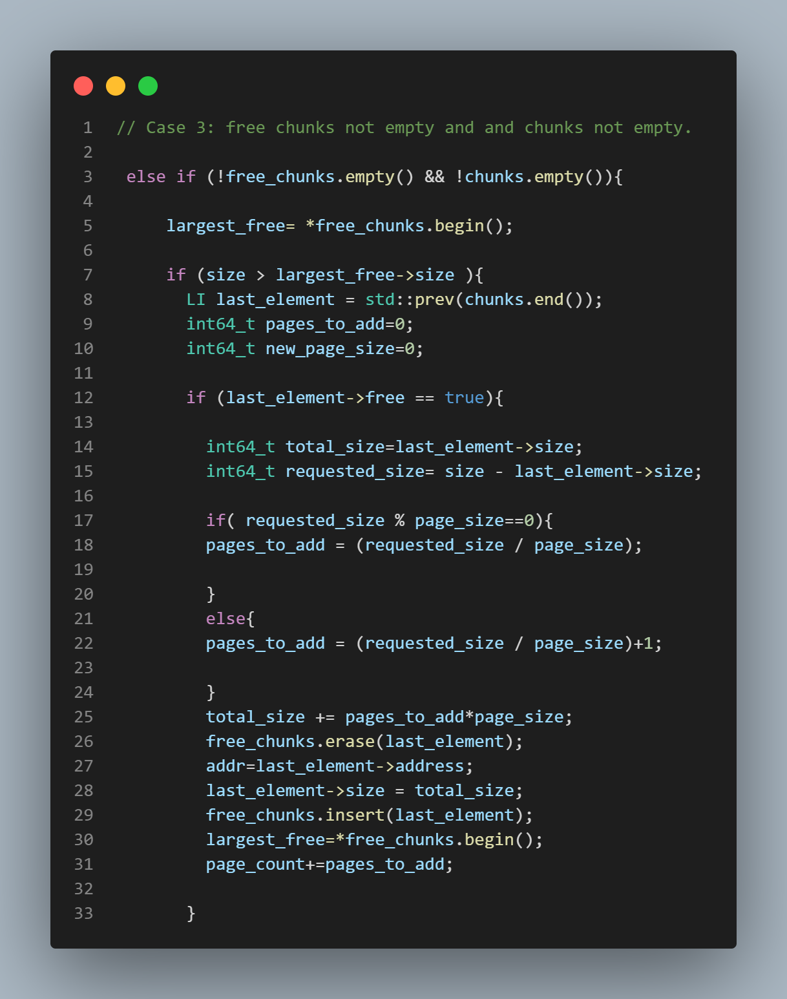 1 // Case 3: free chunks not empty and and chunks not empty.
2
3 else if (!free_chunks.empty() && !chunks.empty()){
4
5 largest_free= *free_chunks.begin();
6
7 if (size > largest_free->size ){
8 LI last_element = std::prev(chunks.end());
9 int64_t pages_to_add=0;
10 int64_t new_page_size=0;
11
12 if (last_element->free == true){
13
14 int64_t total_size=last_element->size;
15 int64_t requested_size= size - last_element->size;
16
17 if( requested_size % page_size==0){
18 pages_to_add = (requested_size / page_size);
19
20 }
21 else{
22 pages_to_add = (requested_size / page_size)+1;
23
24 }
25 total_size += pages_to_add*page_size;
26 free_chunks.erase(last_element);
27 addr=last_element->address;
28 last_element->size = total_size;
29 free_chunks.insert(last_element);
30 largest_free=*free_chunks.begin();
31 page_count+=pages_to_add;
32
33 }